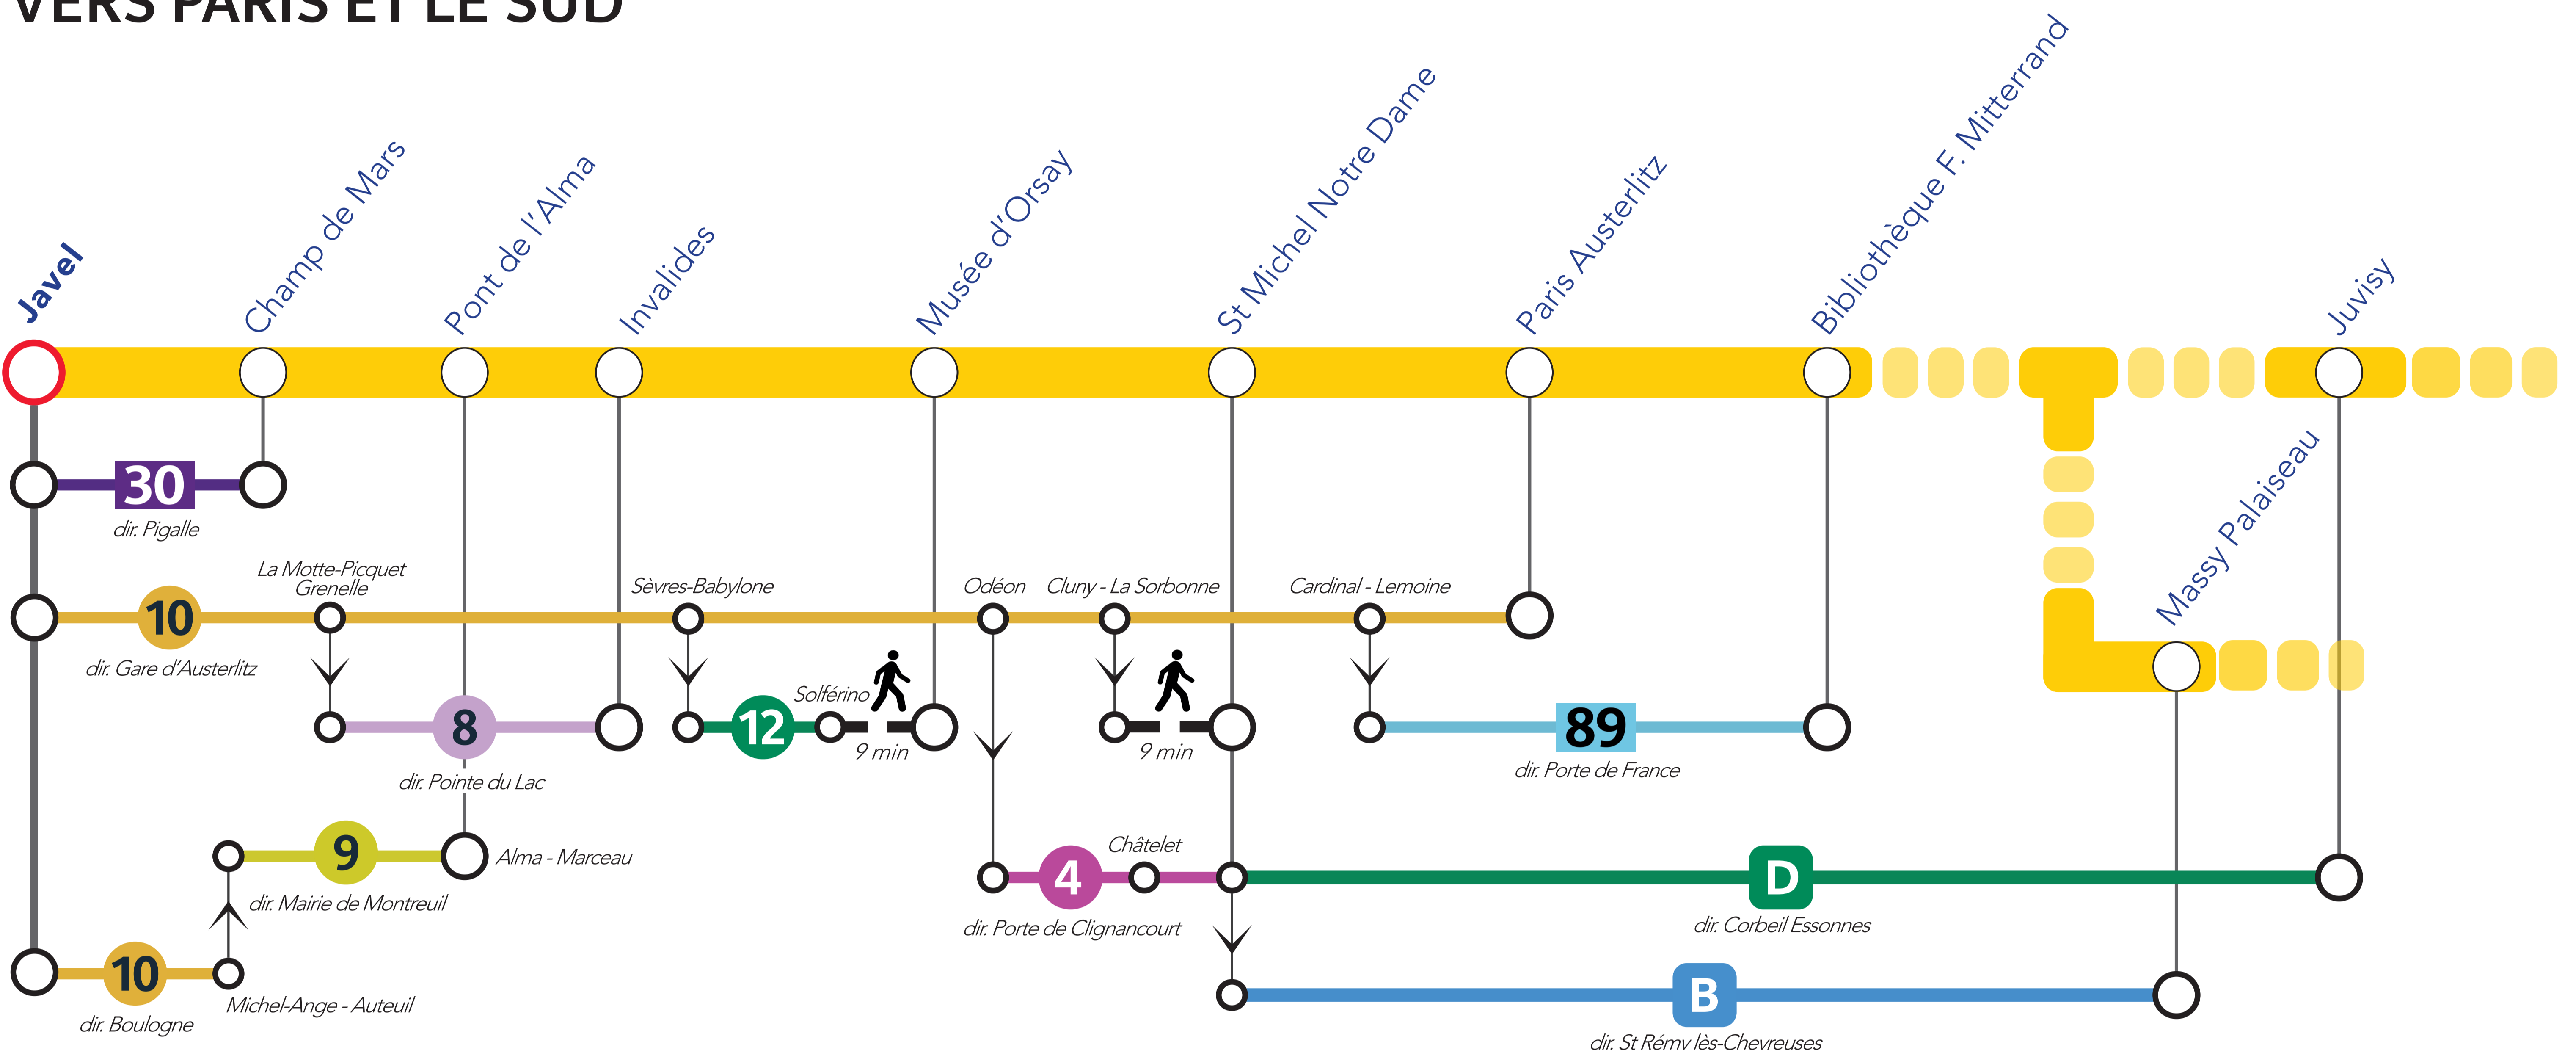 VERS PARIS ET LE SUD
Javel
Champ de Mars
Pont de l'Alma
Invalides
Musée d'Orsay
St Michel Notre Dame
Paris Austerlitz
Bibliothèque F. Mitterrand
Juvisy
Massy Palaiseau
30
dir. Pigalle
La Motte-Picquet
Grenelle
Sèvres-Babylone
Odéon
Cluny - La Sorbonne
Cardinal - Lemoine
10
dir. Gare d'Austerlitz
8
dir. Pointe du Lac
12
Solférino
9 min
9 min
89
dir. Porte de France
9
dir. Mairie de Montreuil
Alma - Marceau
4
Châtelet
dir. Porte de Clignancourt
D
dir. Corbeil Essonnes
10
dir. Boulogne
Michel-Ange - Auteuil
B
dir. St Rémy lès-Chevreuses